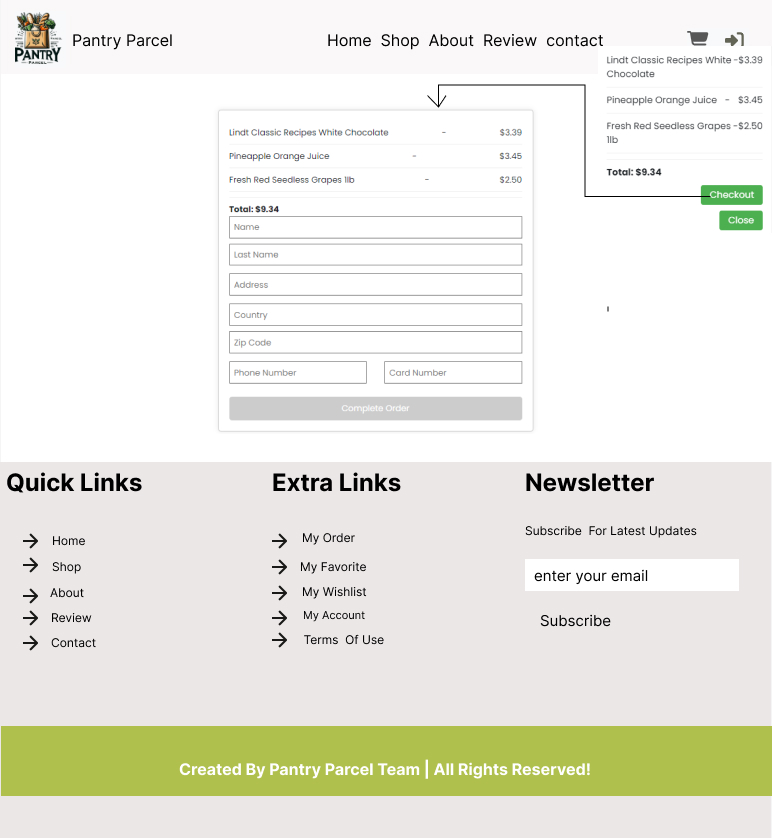 PANTRY
PARCEL
Pantry Parcel
Home Shop About Review contact
Lindt Classic Recipes White -$3.39
Chocolate
Pineapple Orange Juice - $3.45
Fresh Red Seedless Grapes -$2.50
1lb
Total: $9.34
Checkout
Close
Lindt Classic Recipes White Chocolate - $3.39
Pineapple Orange Juice - $3.45
Fresh Red Seedless Grapes 1lb - $2.50
Total: $9.34
Name
Last Name
Address
Country
Zip Code
Phone Number Card Number
Complete Order
Quick Links
Home
Shop
About
Review
Contact
Extra Links
My Order
My Favorite
My Wishlist
My Account
Terms Of Use
Newsletter
Subscribe For Latest Updates
enter your email
Subscribe
Created By Pantry Parcel Team | All Rights Reserved!